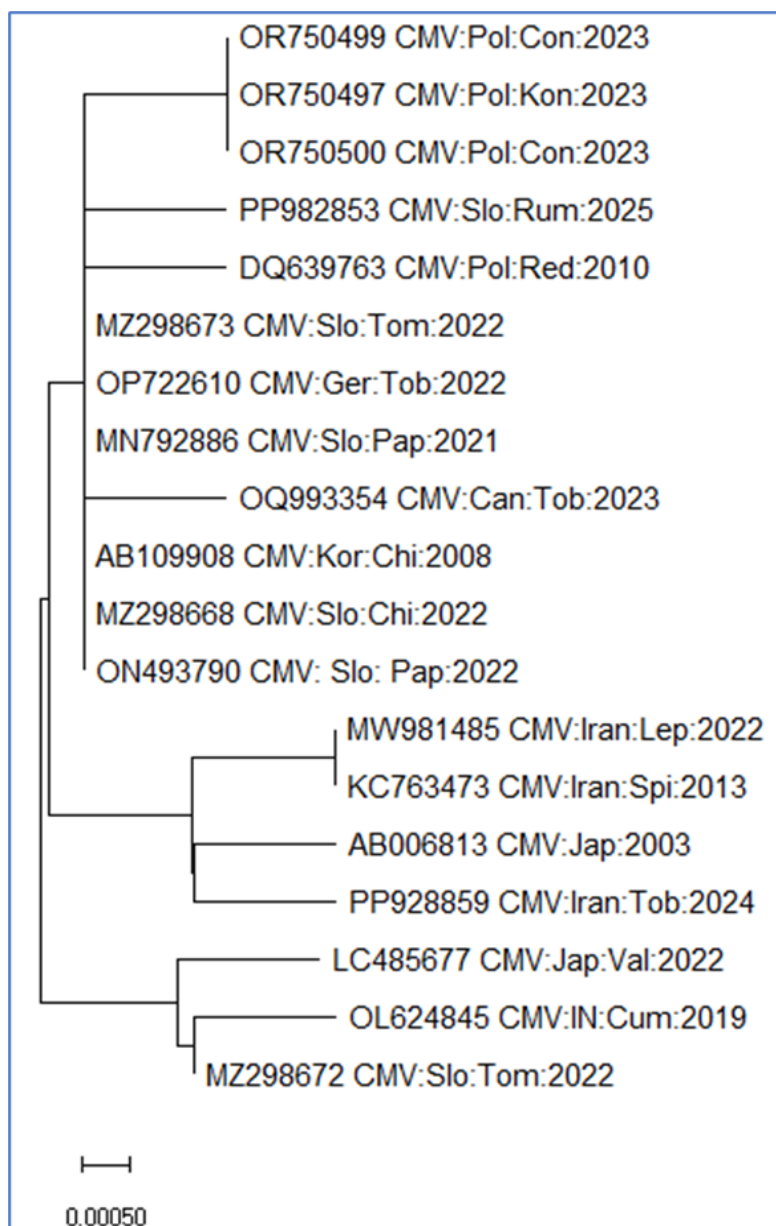 OR750499 CMV:Pol:Con:2023
OR750497 CMV:Pol:Kon:2023
OR750500 CMV:Pol:Con:2023
PP982853 CMV:Slo:Rum:2025
DQ639763 CMV:Pol:Red:2010
MZ298673 CMV:Slo:Tom:2022
OP722610 CMV:Ger:Tob:2022
MN792886 CMV:Slo:Pap:2021
OQ993354 CMV:Can:Tob:2023
AB109908 CMV:Kor:Chi:2008
MZ298668 CMV:Slo:Chi:2022
ON493790 CMV: Slo: Pap:2022
MW981485 CMV:Iran:Lep:2022
KC763473 CMV:Iran:Spi:2013
AB006813 CMV:Jap:2003
PP928859 CMV:Iran:Tob:2024
LC485677 CMV:Jap:Val:2022
OL624845 CMV:IN:Cum:2019
MZ298672 CMV:Slo:Tom:2022
0.00050